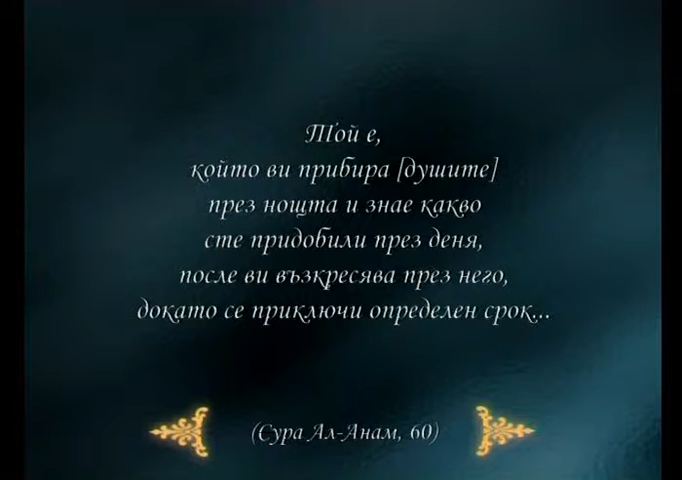 Той е,
който ви прибира [душите]
през нощта и знае какво
сте придобили през деня,
после ви възкресява през него,
докато се приключи определен срок...
(Сура Ал-Анам, 60)